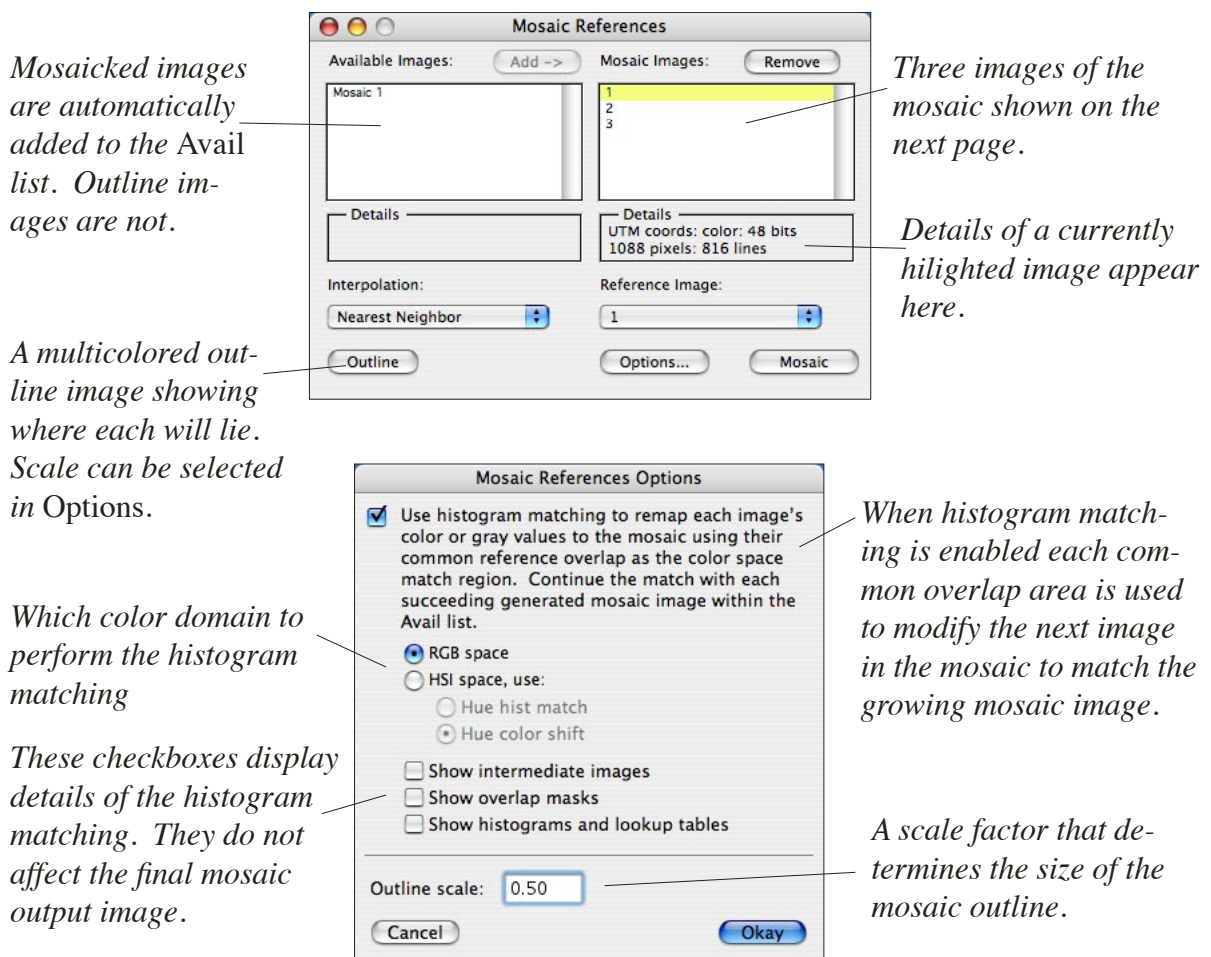 Mosaic References
Mosaicked images
are automatically
added to the Avail
list.  Outline im-
ages are not.
Available Images:
Add ->
Mosaic Images:
Remove
Mosaic 1
1
2
3
Three images of the
mosaic shown on the
next page.
Details
Details
UTM coords: color: 48 bits
1088 pixels: 816 lines
Details of a currently
hilighted image appear
here.
Interpolation:
Reference Image:
Nearest Neighbor
1
Outline
Options...
Mosaic
A multicolored out-
line image showing
where each will lie.
Scale can be selected
in Options.
Mosaic References Options
Use histogram matching to remap each image's
color or gray values to the mosaic using their
common reference overlap as the color space
match region.  Continue the match with each
succeeding generated mosaic image within the
Avail list.
When histogram match-
ing is enabled each com-
mon overlap area is used
to modify the next image
in the mosaic to match the
growing mosaic image.
Which color domain to
perform the histogram
matching
RGB space
HSI space, use:
Hue hist match
Hue color shift
These checkboxes display
details of the histogram
matching.  They do not
affect the final mosaic
output image.
Show intermediate images
Show overlap masks
Show histograms and lookup tables
A scale factor that de-
termines the size of the
mosaic outline.
Outline scale:
0.50
Cancel
Okay